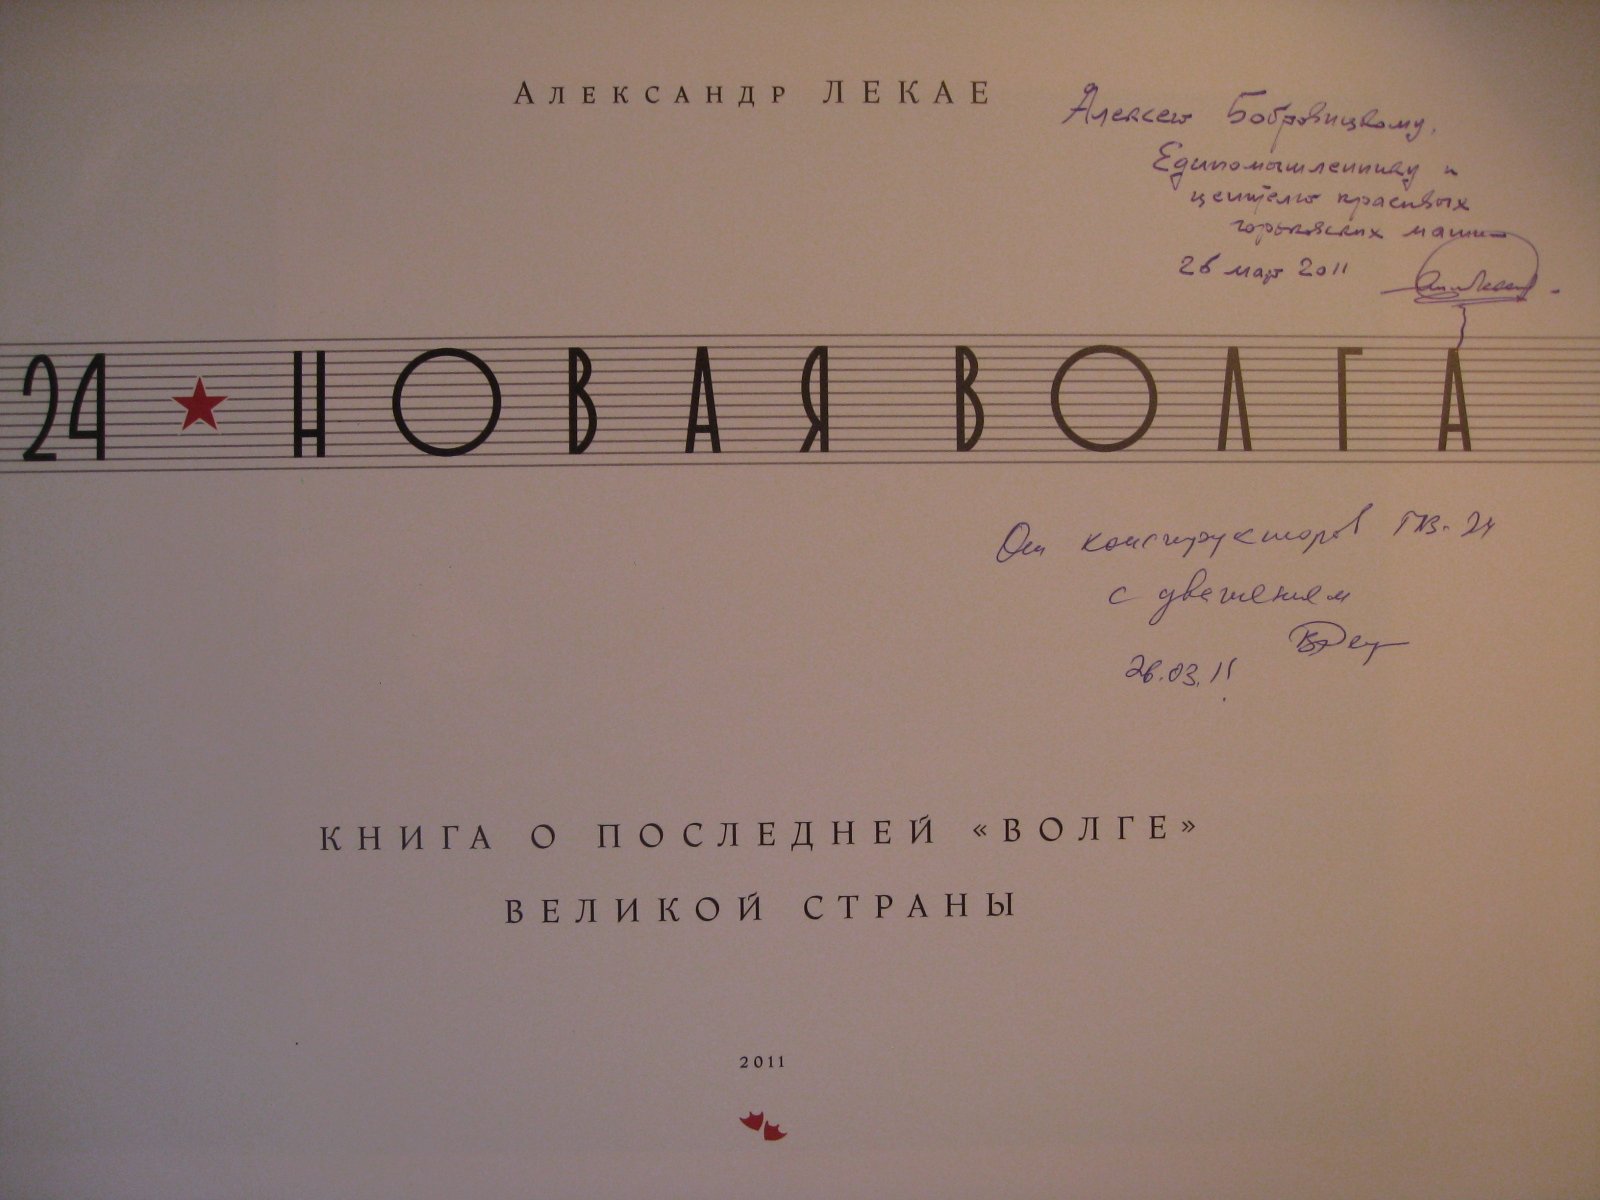 Александр ЛЕКАЕ
Алексею Бобровицкому,
Единомышленнику и
ценителю красивых
горьковских машин
26 март 2011
24 ★ НОВАЯ ВОЛГА
От конструкторов ГАЗ-24
с уважением
26.03.11
КНИГА О ПОСЛЕДНЕЙ «ВОЛГЕ»
ВЕЛИКОЙ СТРАНЫ
2011